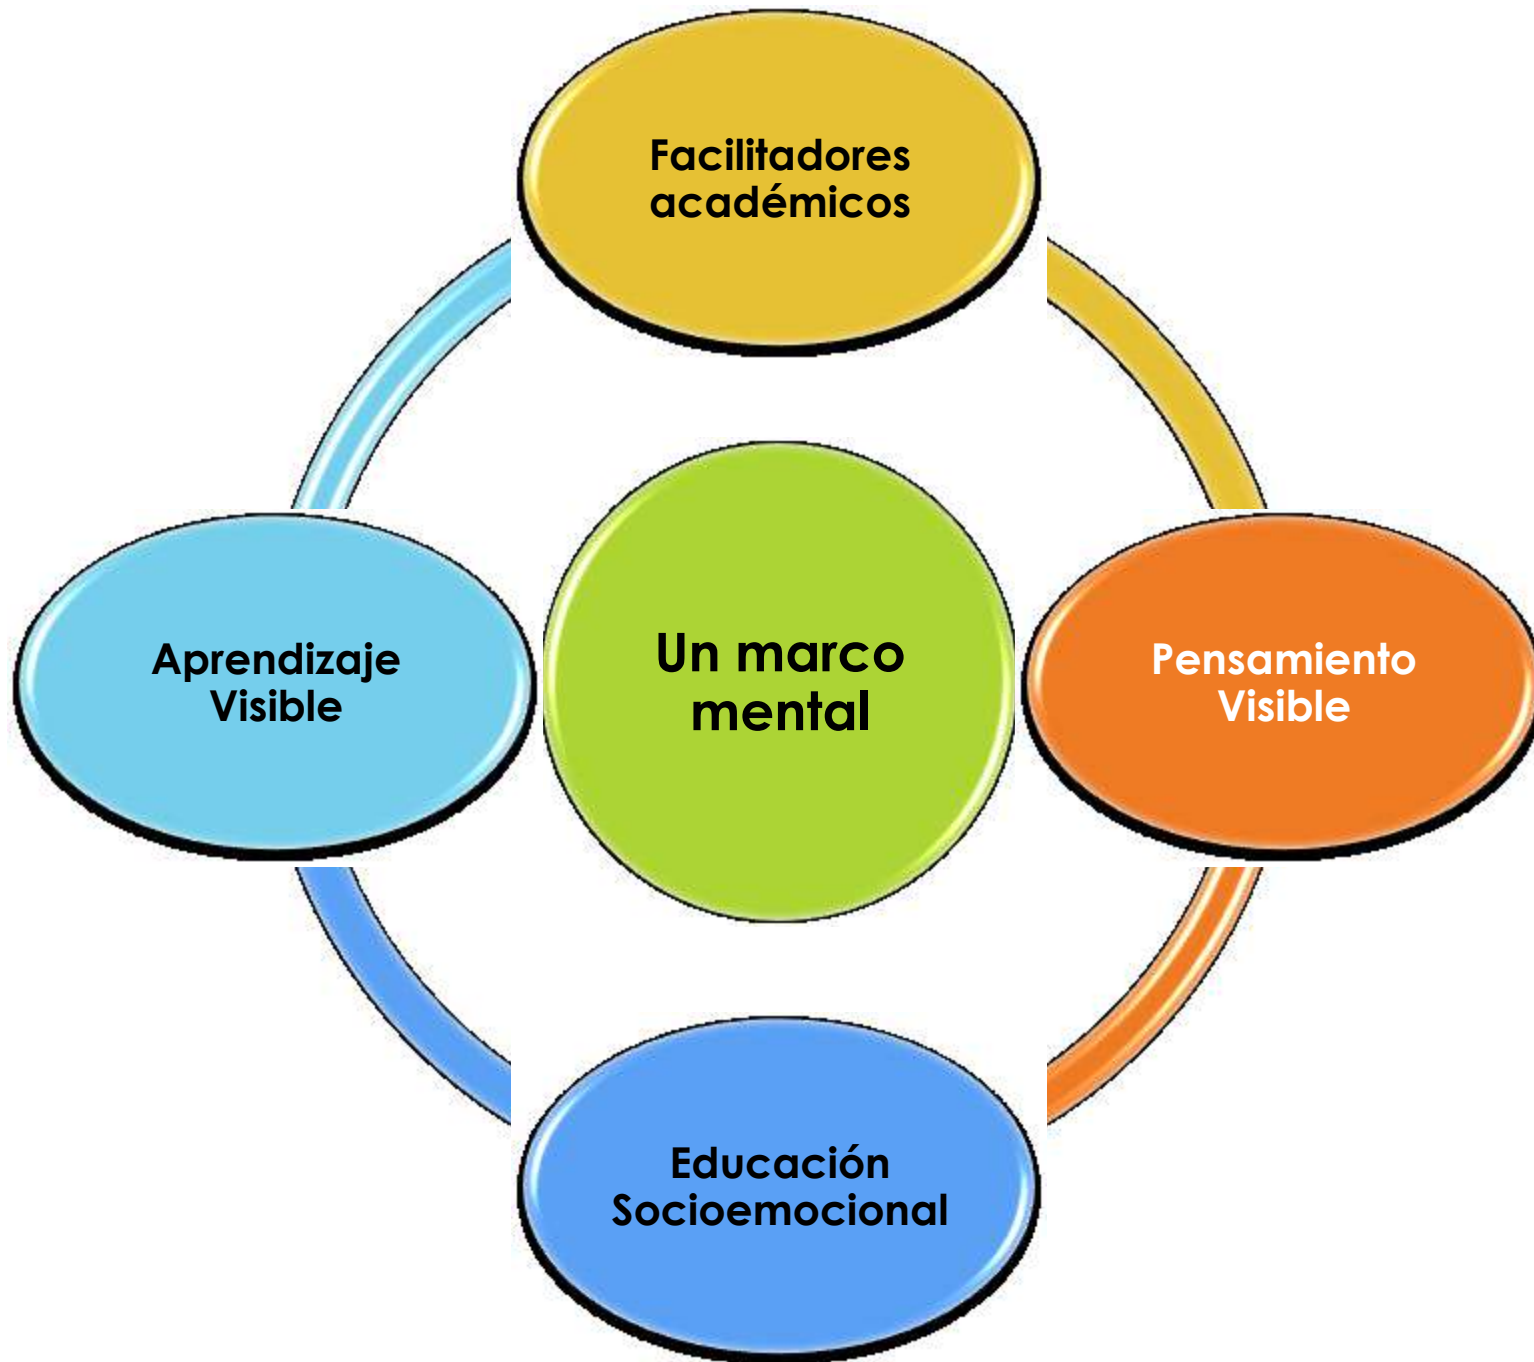 Facilitadores
académicos
Aprendizaje
Visible
Un marco
mental
Pensamiento
Visible
Educación
Socioemocional